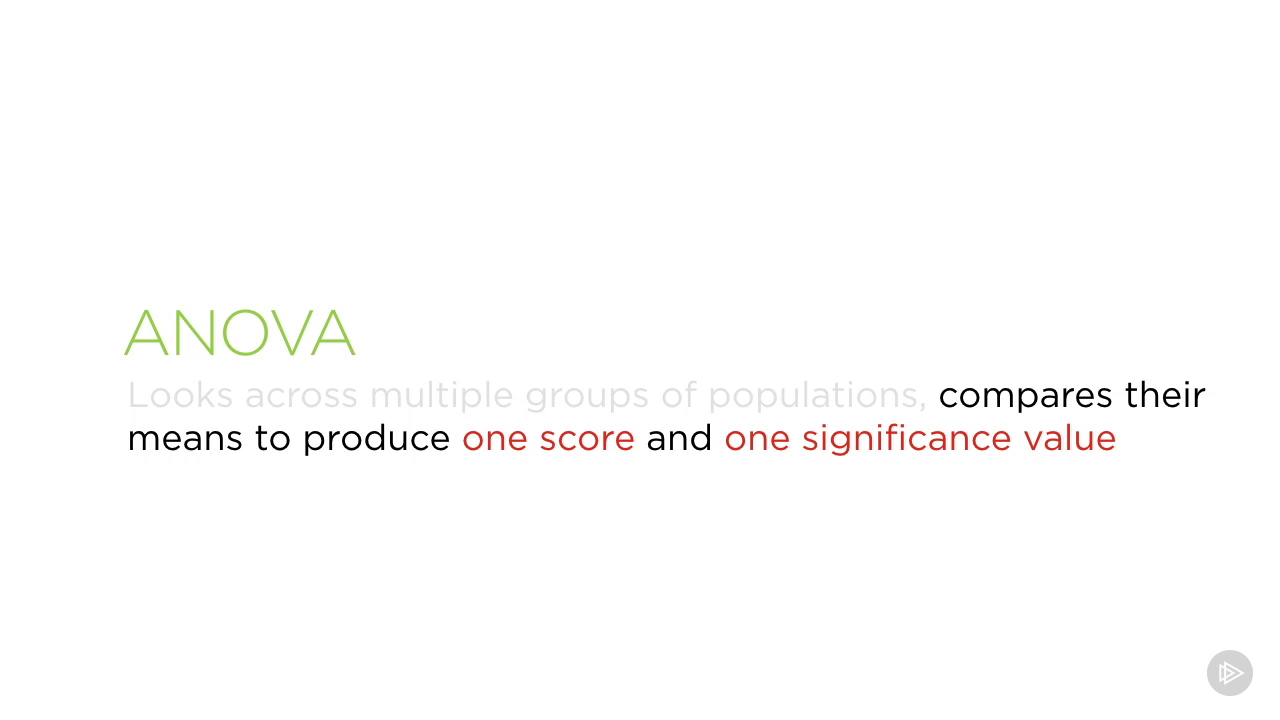 ANOVA
Looks across multiple groups of populations, compares their
means to produce one score and one significance value